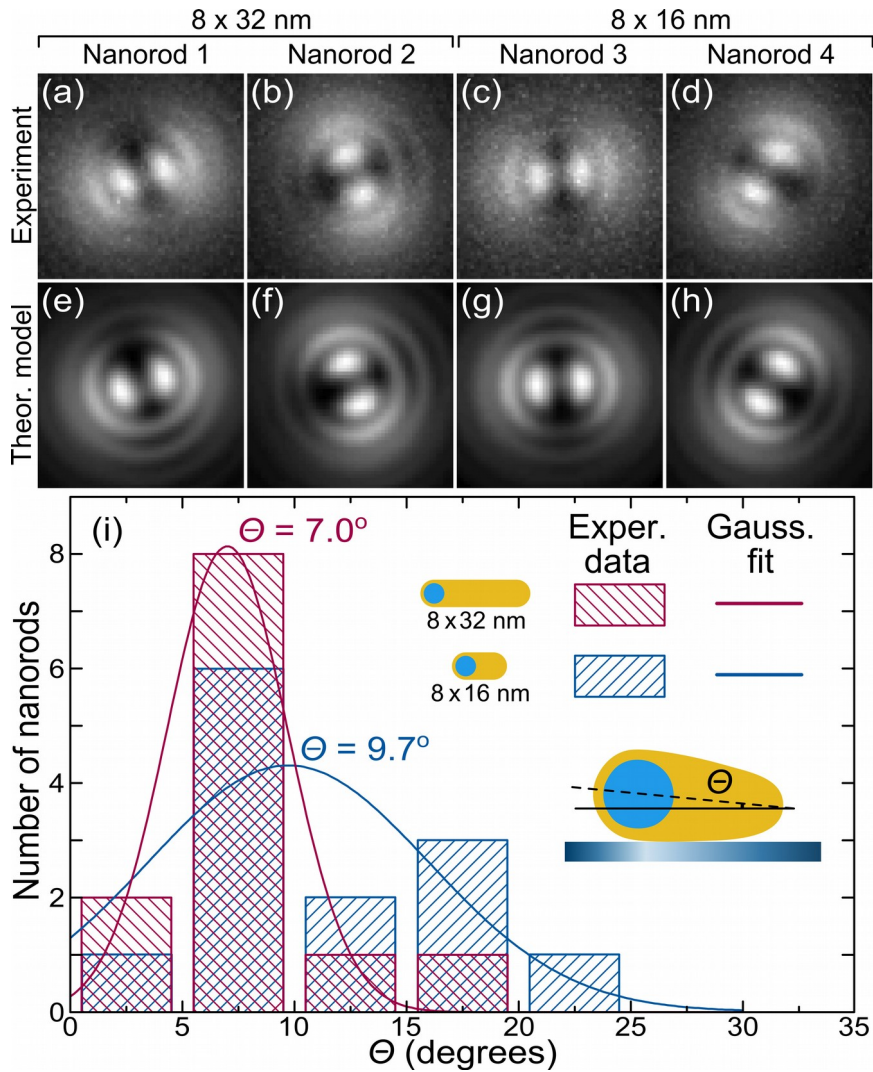 8 x 32 nm 8 x 16 nm
Nanorod 1 Nanorod 2 Nanorod 3 Nanorod 4
Experiment
(a) (b) (c) (d)
Theor. model
(e) (f) (g) (h)
(i)
Θ = 7.0°
Θ = 9.7°
Exper. data
Gauss. fit
8 x 32 nm
8 x 16 nm
Θ
Number of nanorods
8
6
4
2
0
0 5 10 15 20 25 30 35
Θ (degrees)